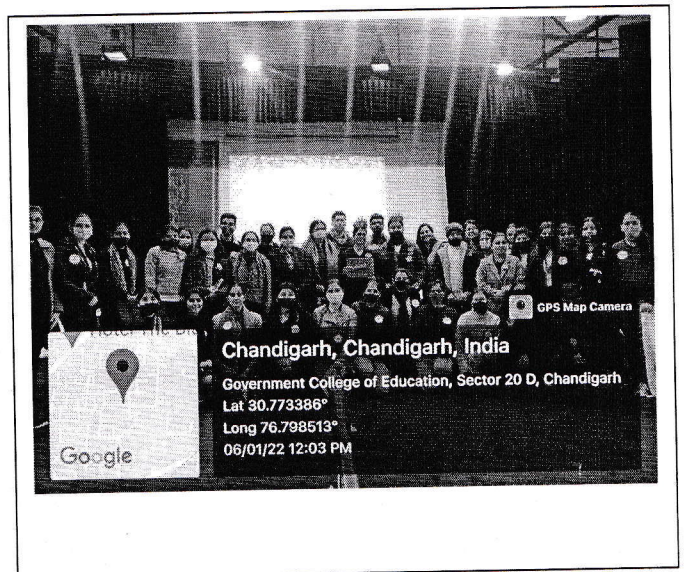 GPS Map Camera
Chandigarh, Chandigarh, India
Government College of Education, Sector 20 D, Chandigarh
Lat 30.773386°
Long 76.798513°
06/01/22 12:03 PM
Google